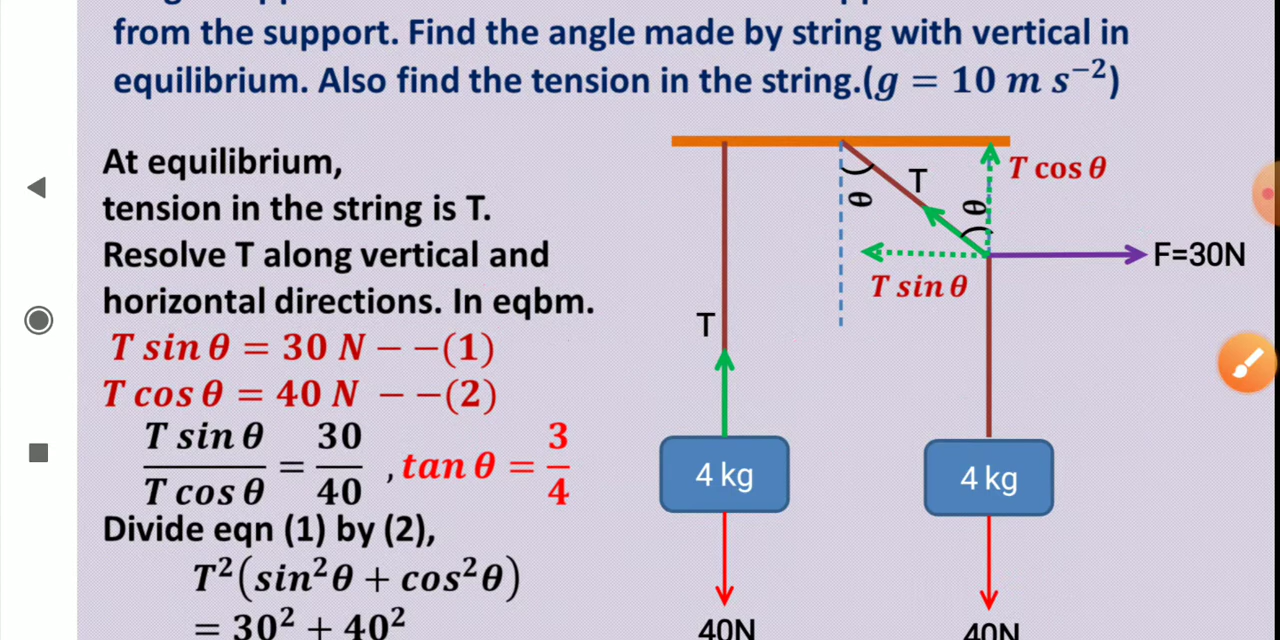 from the support. Find the angle made by string with vertical in
equilibrium. Also find the tension in the string.(g = 10 m s⁻²)
At equilibrium,
tension in the string is T.
Resolve T along vertical and
horizontal directions. In eqbm.
T sin θ = 30 N − −(1)
T cos θ = 40 N − −(2)
T sin θ / T cos θ = 30 / 40 , tan θ = 3 / 4
Divide eqn (1) by (2),
T²(sin²θ + cos²θ)
= 30² + 40²
T cos θ
T
θ
θ
F=30N
T sin θ
T
4 kg
4 kg
40N
40N